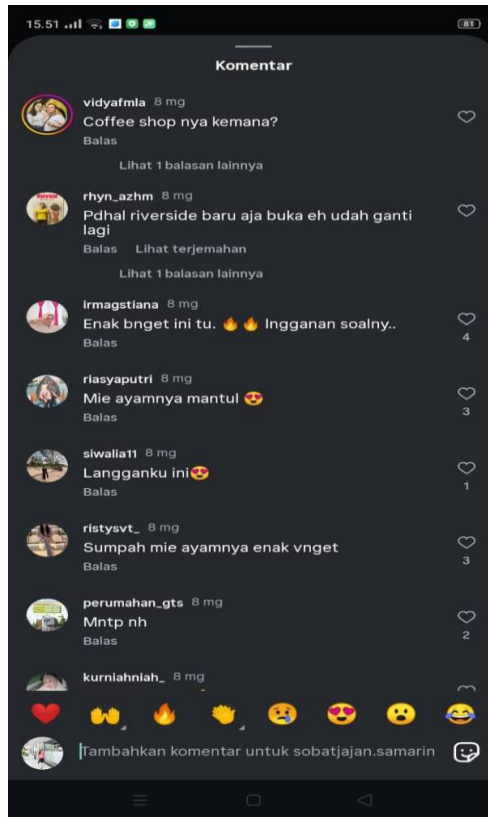 15.51
81
Komentar
vidyafmla 8 mg
Coffee shop nya kemana?
Balas
Lihat 1 balasan lainnya
rhyn_azhm 8 mg
Pdhal riverside baru aja buka eh udah ganti
lagi
Balas Lihat terjemahan
Lihat 1 balasan lainnya
irmagstiana 8 mg
Enak bnget ini tu. 🔥 🔥 Ingganan soalny..
4
Balas
riasyaputri 8 mg
Mie ayamnya mantul 😍
3
Balas
siwalia11 8 mg
Langganku ini😍
1
Balas
ristysvt_ 8 mg
Sumpah mie ayamnya enak vnget
3
Balas
perumahan_gts 8 mg
Mntp nh
2
Balas
kurniahniah_ 8 mg
❤️ 🙌 🔥 👏 😢 😍 😮 😂
Tambahkan komentar untuk sobatjajan.samarin